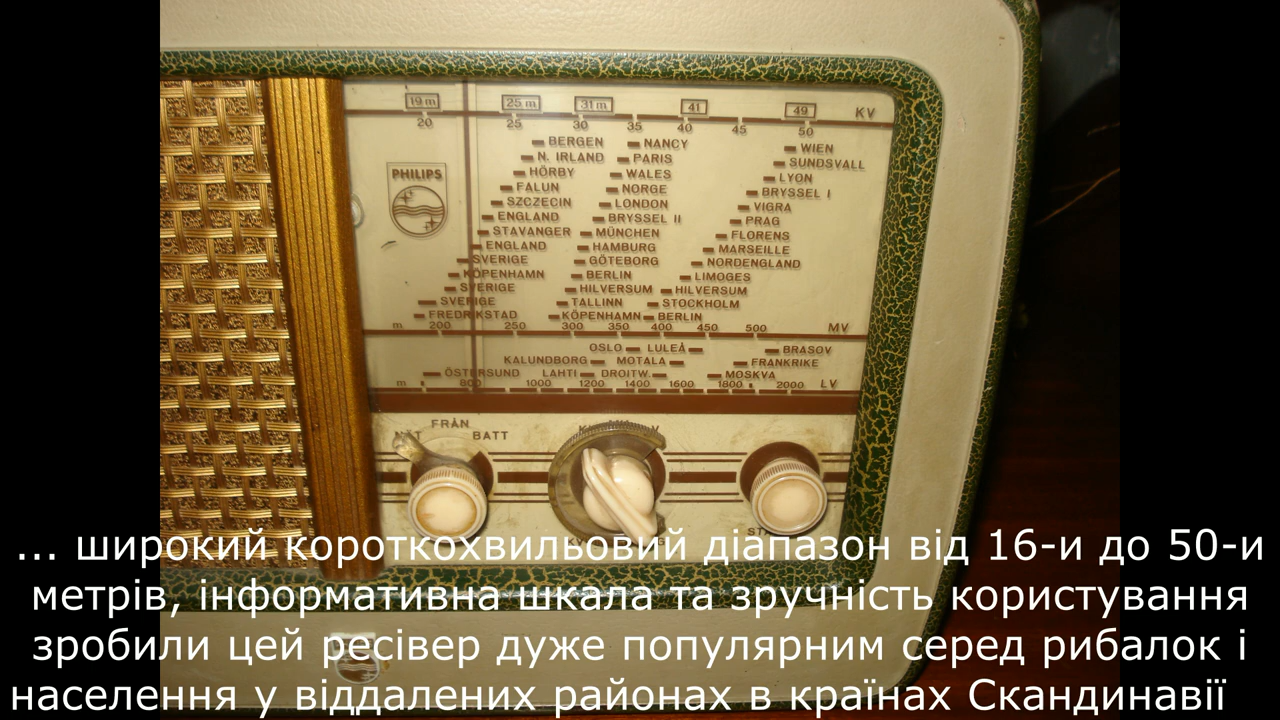 19 m 25 m 31 m 41 49 KV
20 25 30 35 40 45 50
PHILIPS
BERGEN NANCY WIEN
N. IRLAND PARIS SUNDSVALL
HÖRBY WALES LYON
FALUN NORGE BRYSSEL I
SZCZECIN LONDON VIGRA
ENGLAND BRYSSEL II PRAG
STAVANGER MÜNCHEN FLORENS
ENGLAND HAMBURG MARSEILLE
SVERIGE GÖTEBORG NORDENGLAND
KÖPENHAMN BERLIN LIMOGES
SVERIGE HILVERSUM HILVERSUM
SVERIGE TALLINN STOCKHOLM
FREDRIKSTAD KÖPENHAMN BERLIN
m 200 250 300 350 400 450 500 MV
OSLO LULEÅ BRASOV
KALUNDBORG MOTALA FRANKRIKE
ÖSTERSUND LAHTI DROITW. MOSKVA
m 800 1000 1200 1400 1600 1800 2000 LV
FRÅN
NÄT BATT
... широкий короткохвильовий діапазон від 16-и до 50-и
метрів, інформативна шкала та зручність користування
зробили цей ресівер дуже популярним серед рибалок і
населення у віддалених районах в країнах Скандинавії